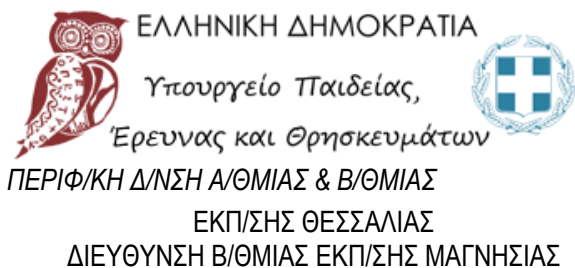 ΕΛΛΗΝΙΚΗ ΔΗΜΟΚΡΑΤΙΑ
Υπουργείο Παιδείας,
Έρευνας και Θρησκευμάτων
ΠΕΡΙΦ/ΚΗ Δ/ΝΣΗ Α/ΘΜΙΑΣ & Β/ΘΜΙΑΣ
ΕΚΠ/ΣΗΣ ΘΕΣΣΑΛΙΑΣ
ΔΙΕΥΘΥΝΣΗ Β/ΘΜΙΑΣ ΕΚΠ/ΣΗΣ ΜΑΓΝΗΣΙΑΣ